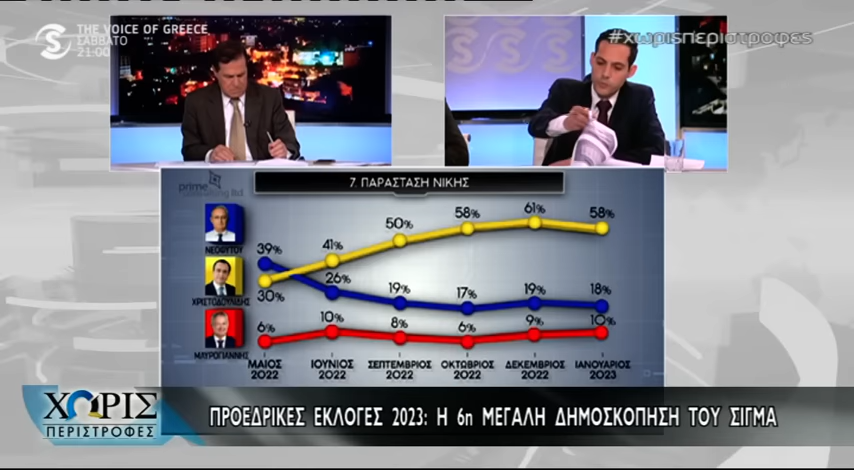 THE VOICE OF GREECE
ΣΑΒΒΑΤΟ
21:00
#χωρισπεριστροφες
prime
consulting ltd
7. ΠΑΡΑΣΤΑΣΗ ΝΙΚΗΣ
ΝΕΟΦΥΤΟΥ
ΧΡΙΣΤΟΔΟΥΛΙΔΗΣ
ΜΑΥΡΟΓΙΑΝΝΗΣ
39% 26% 19% 17% 19% 18%
30% 41% 50% 58% 61% 58%
6% 10% 8% 6% 9% 10%
ΜΑΙΟΣ 2022
ΙΟΥΝΙΟΣ 2022
ΣΕΠΤΕΜΒΡΙΟΣ 2022
ΟΚΤΩΒΡΙΟΣ 2022
ΔΕΚΕΜΒΡΙΟΣ 2022
ΙΑΝΟΥΑΡΙΟΣ 2023
ΧΩΡΙΣ
ΠΕΡΙΣΤΡΟΦΕΣ
ΠΡΟΕΔΡΙΚΕΣ ΕΚΛΟΓΕΣ 2023: Η 6η ΜΕΓΑΛΗ ΔΗΜΟΣΚΟΠΗΣΗ ΤΟΥ ΣΙΓΜΑ